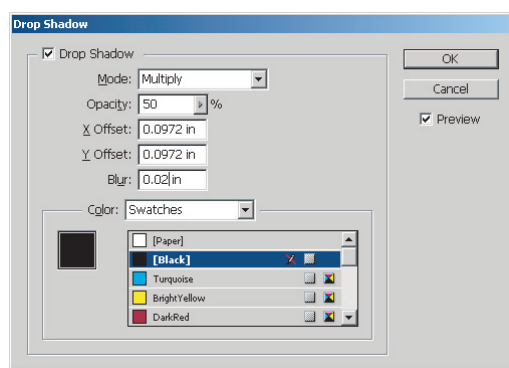 Drop Shadow
Drop Shadow
Mode: Multiply
Opacity: 50 %
X Offset: 0.0972 in
Y Offset: 0.0972 in
Blur: 0.02 in
Color: Swatches
[Paper]
[Black]
Turquoise
BrightYellow
DarkRed
OK
Cancel
Preview